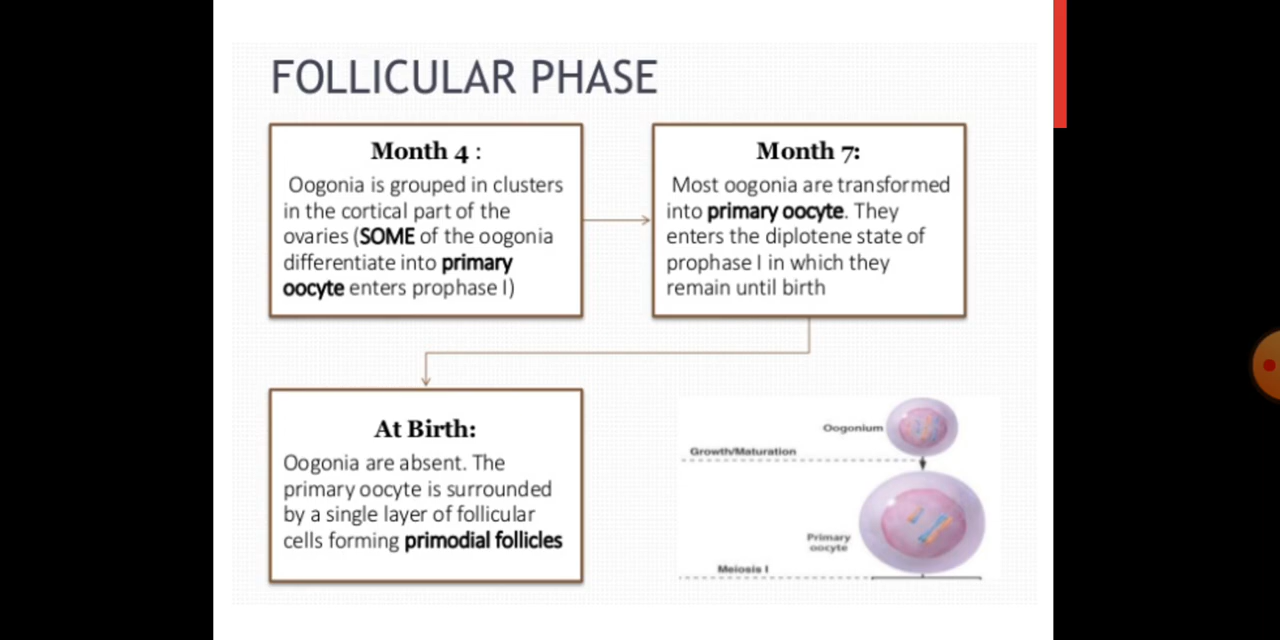 FOLLICULAR PHASE
Month 4 :
Oogonia is grouped in clusters
in the cortical part of the
ovaries (SOME of the oogonia
differentiate into primary
oocyte enters prophase I)
Month 7:
Most oogonia are transformed
into primary oocyte. They
enters the diplotene state of
prophase I in which they
remain until birth
At Birth:
Oogonia are absent. The
primary oocyte is surrounded
by a single layer of follicular
cells forming primodial follicles
Oogonium
Growth/Maturation
Primary
oocyte
Meiosis I